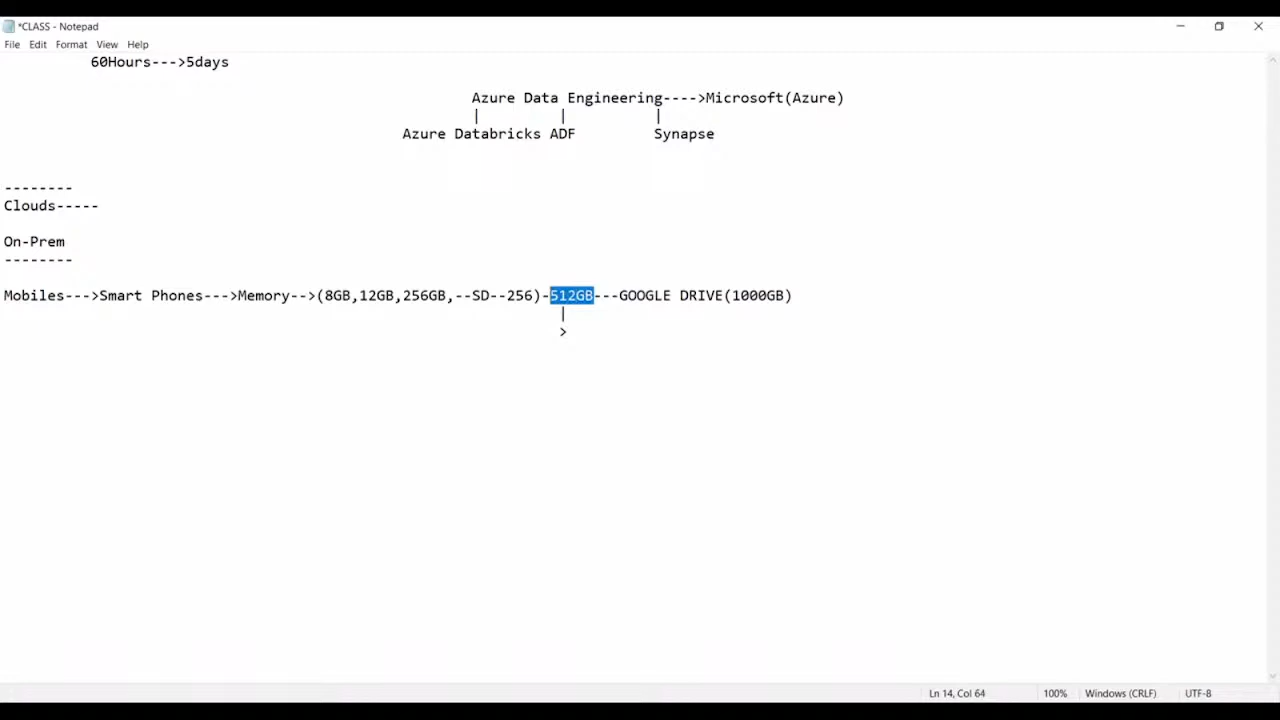 *CLASS - Notepad
File Edit Format View Help
60Hours--->5days
Azure Data Engineering---->Microsoft(Azure)
| | |
Azure Databricks ADF Synapse
--------
Clouds-----
On-Prem
--------
Mobiles--->Smart Phones--->Memory-->(8GB,12GB,256GB,--SD--256)-512GB---GOOGLE DRIVE(1000GB)
|
>
Ln 14, Col 64 100% Windows (CRLF) UTF-8